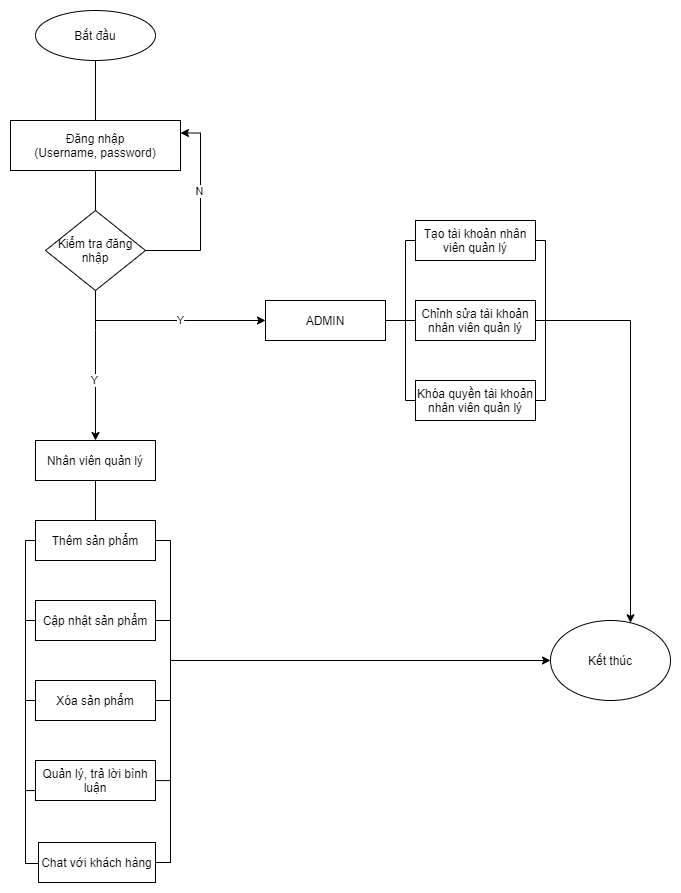 Bắt đầu
Đăng nhập
(Username, password)
N
Kiểm tra đăng
nhập
Y
ADMIN
Tạo tài khoản nhân
viên quản lý
Chỉnh sửa tài khoản
nhân viên quản lý
Khóa quyền tài khoản
nhân viên quản lý
Y
Nhân viên quản lý
Thêm sản phẩm
Cập nhật sản phẩm
Xóa sản phẩm
Quản lý, trả lời bình
luận
Chat với khách hàng
Kết thúc